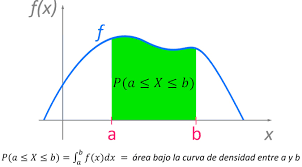 f(x)
f
P(a ≤ X ≤ b)
a b x
P(a ≤ X ≤ b) = ∫ₐᵇ f(x)dx = área bajo la curva de densidad entre a y b